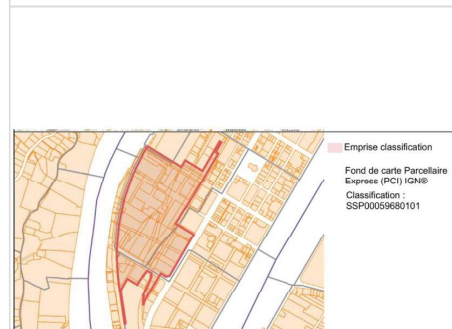 Emprise classification
Fond de carte Parcellaire
Express (PCI) IGN®
Classification :
SSP00059680101